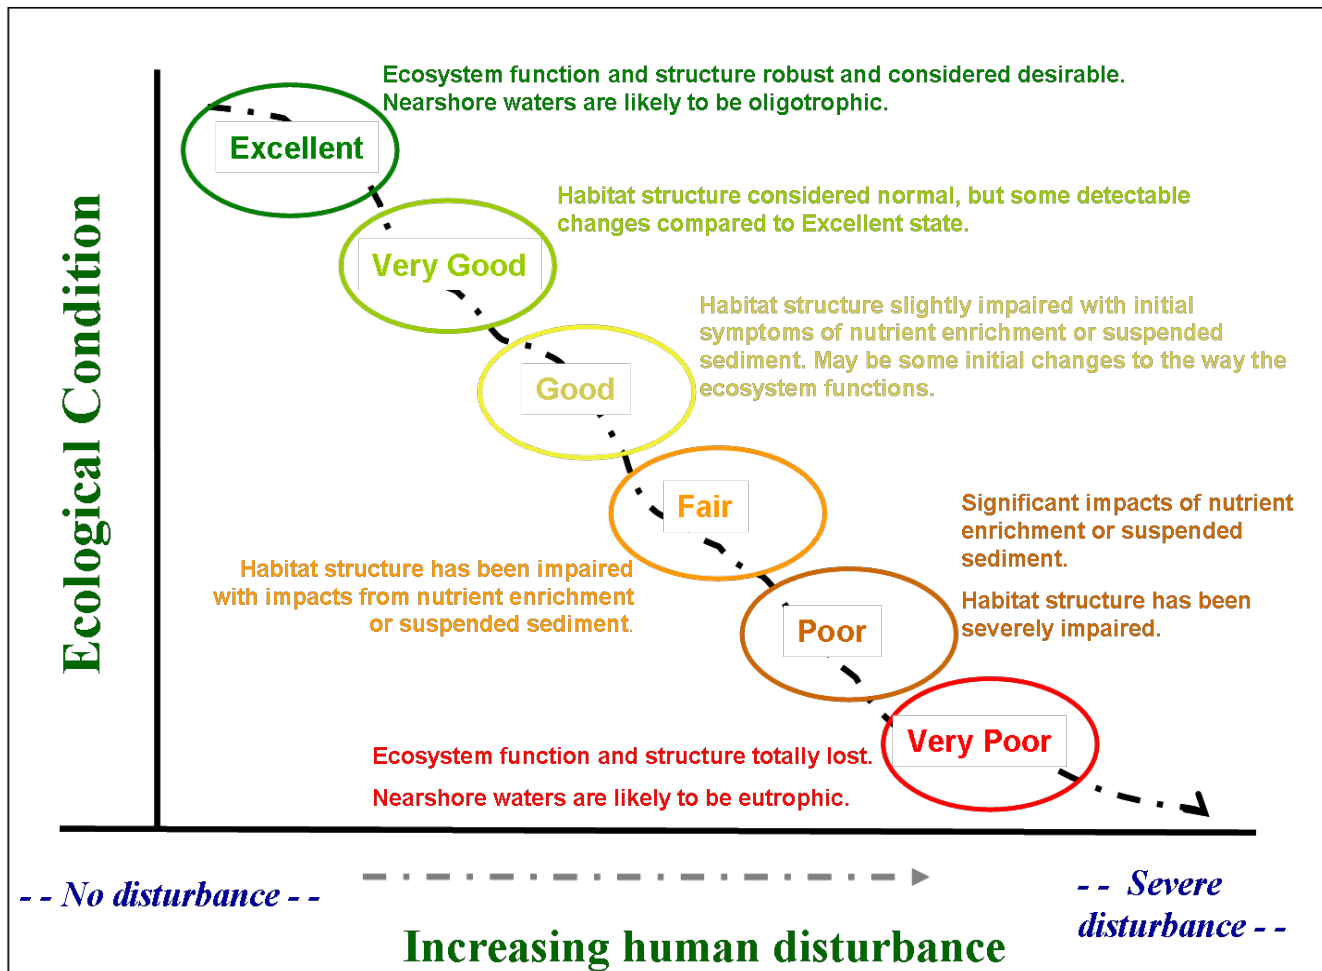 Ecosystem function and structure robust and considered desirable.
Nearshore waters are likely to be oligotrophic.
Excellent
Habitat structure considered normal, but some detectable
changes compared to Excellent state.
Very Good
Habitat structure slightly impaired with initial
symptoms of nutrient enrichment or suspended
sediment. May be some initial changes to the way the
ecosystem functions.
Good
Ecological Condition
Fair
Significant impacts of nutrient
enrichment or suspended
sediment.
Habitat structure has been
severely impaired.
Habitat structure has been impaired
with impacts from nutrient enrichment
or suspended sediment.
Poor
Very Poor
Ecosystem function and structure totally lost.
Nearshore waters are likely to be eutrophic.
- - No disturbance - -
- - Severe
disturbance - -
Increasing human disturbance